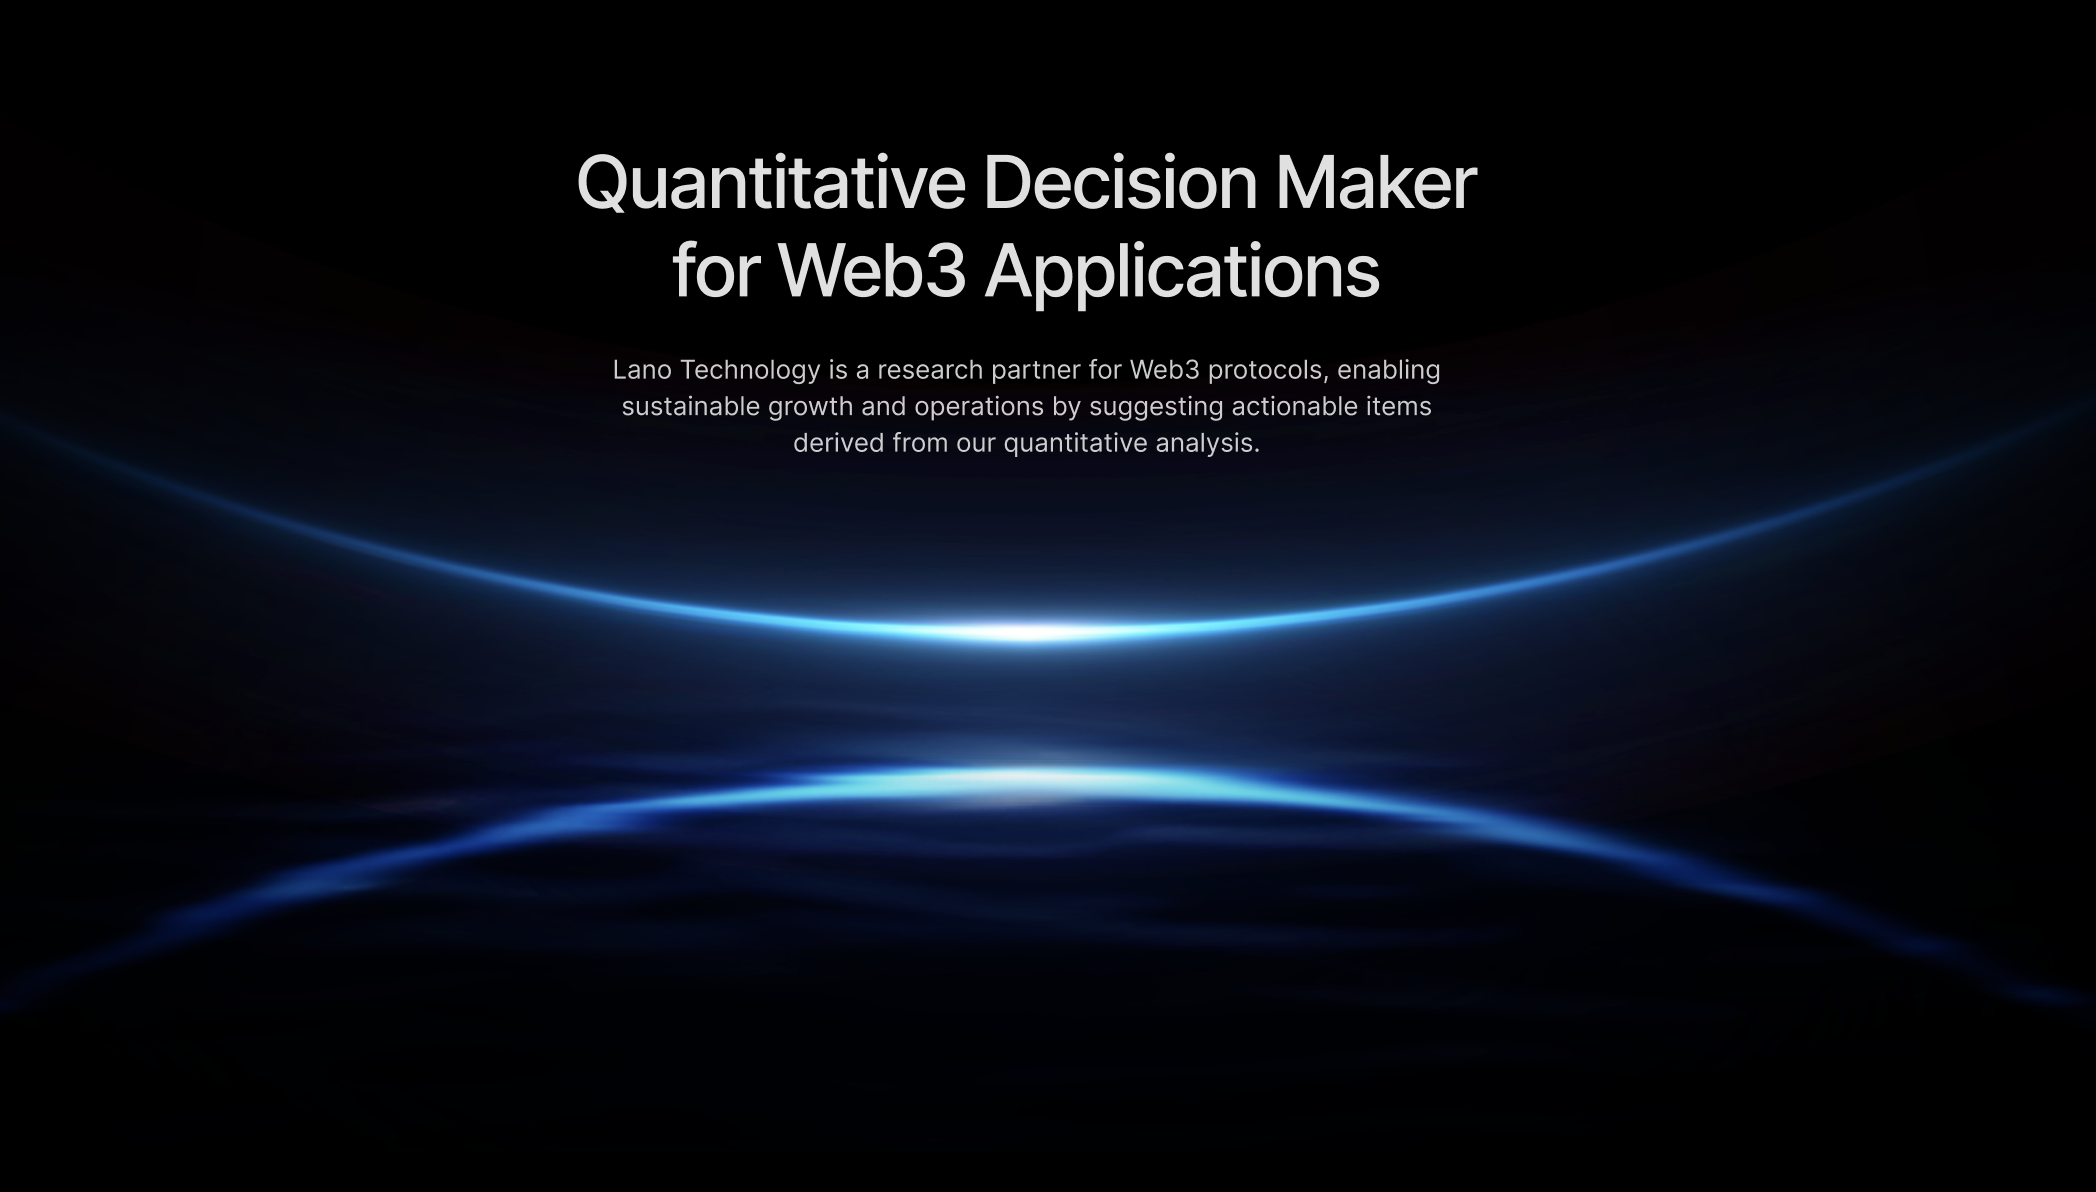 Quantitative Decision Maker
for Web3 Applications
Lano Technology is a research partner for Web3 protocols, enabling
sustainable growth and operations by suggesting actionable items
derived from our quantitative analysis.